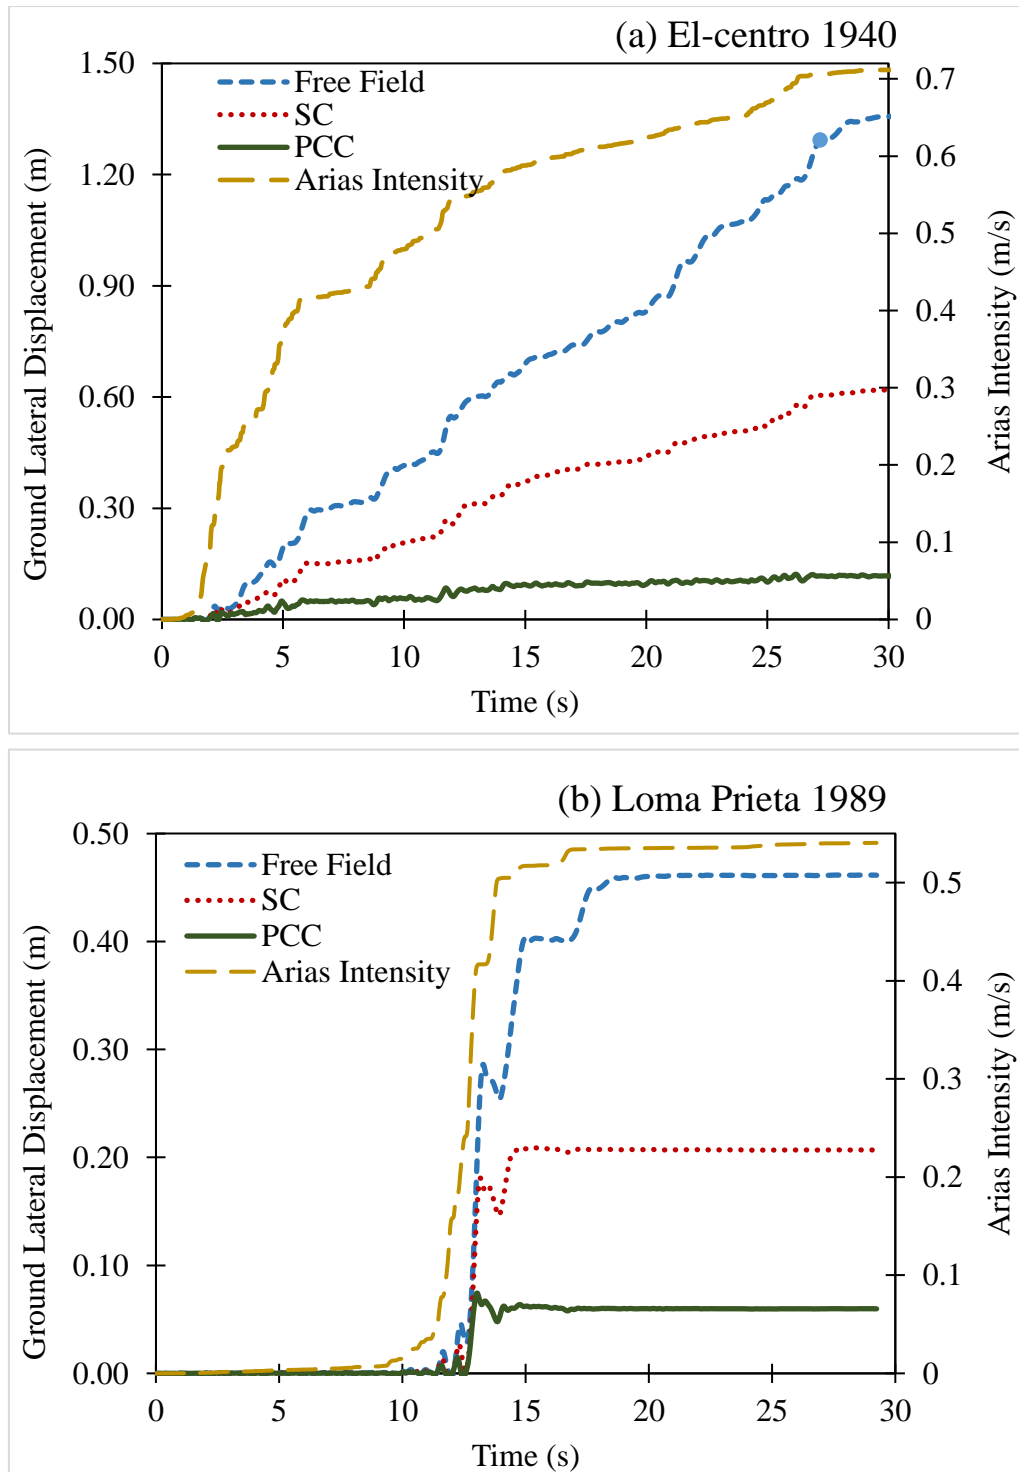 (a) El-centro 1940
Ground Lateral Displacement (m)
1.50
1.20
0.90
0.60
0.30
0.00
Free Field
SC
PCC
Arias Intensity
0.7
0.6
0.5
0.4
0.3
0.2
0.1
0
Arias Intensity (m/s)
0 5 10 15 20 25 30
Time (s)
(b) Loma Prieta 1989
Ground Lateral Displacement (m)
0.50
0.40
0.30
0.20
0.10
0.00
Free Field
SC
PCC
Arias Intensity
0.5
0.4
0.3
0.2
0.1
0
Arias Intensity (m/s)
0 5 10 15 20 25 30
Time (s)